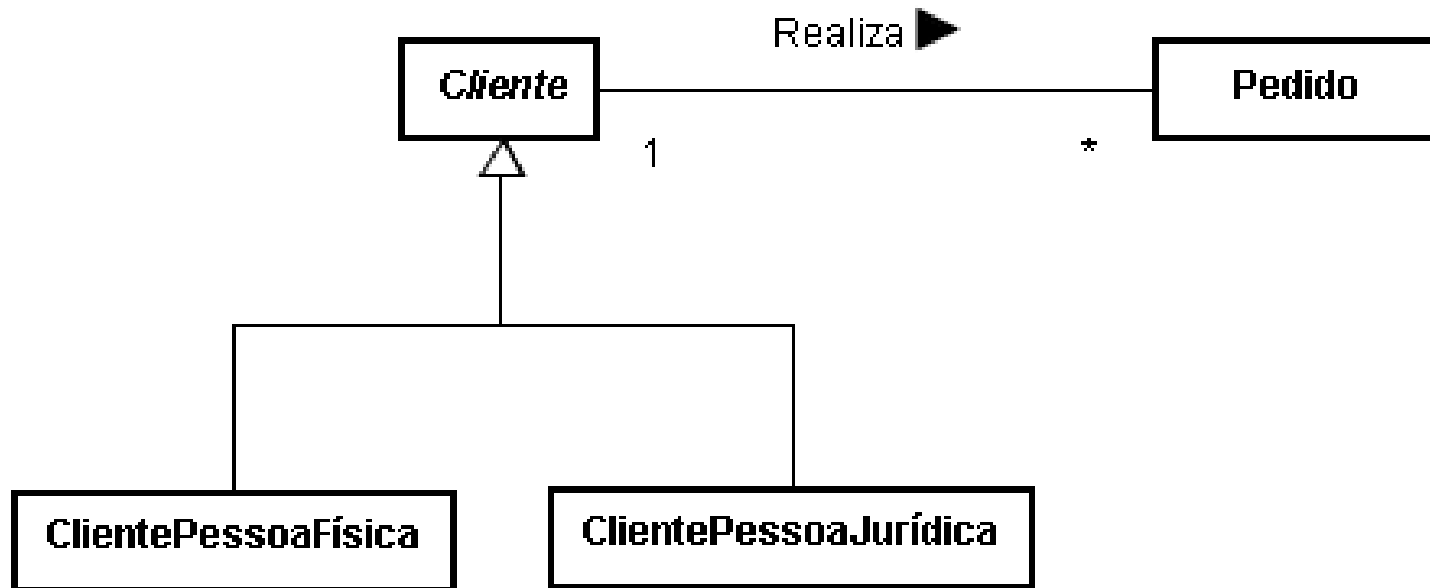 Realiza ▶
Cliente
Pedido
1
*
ClientePessoaFísica
ClientePessoaJurídica